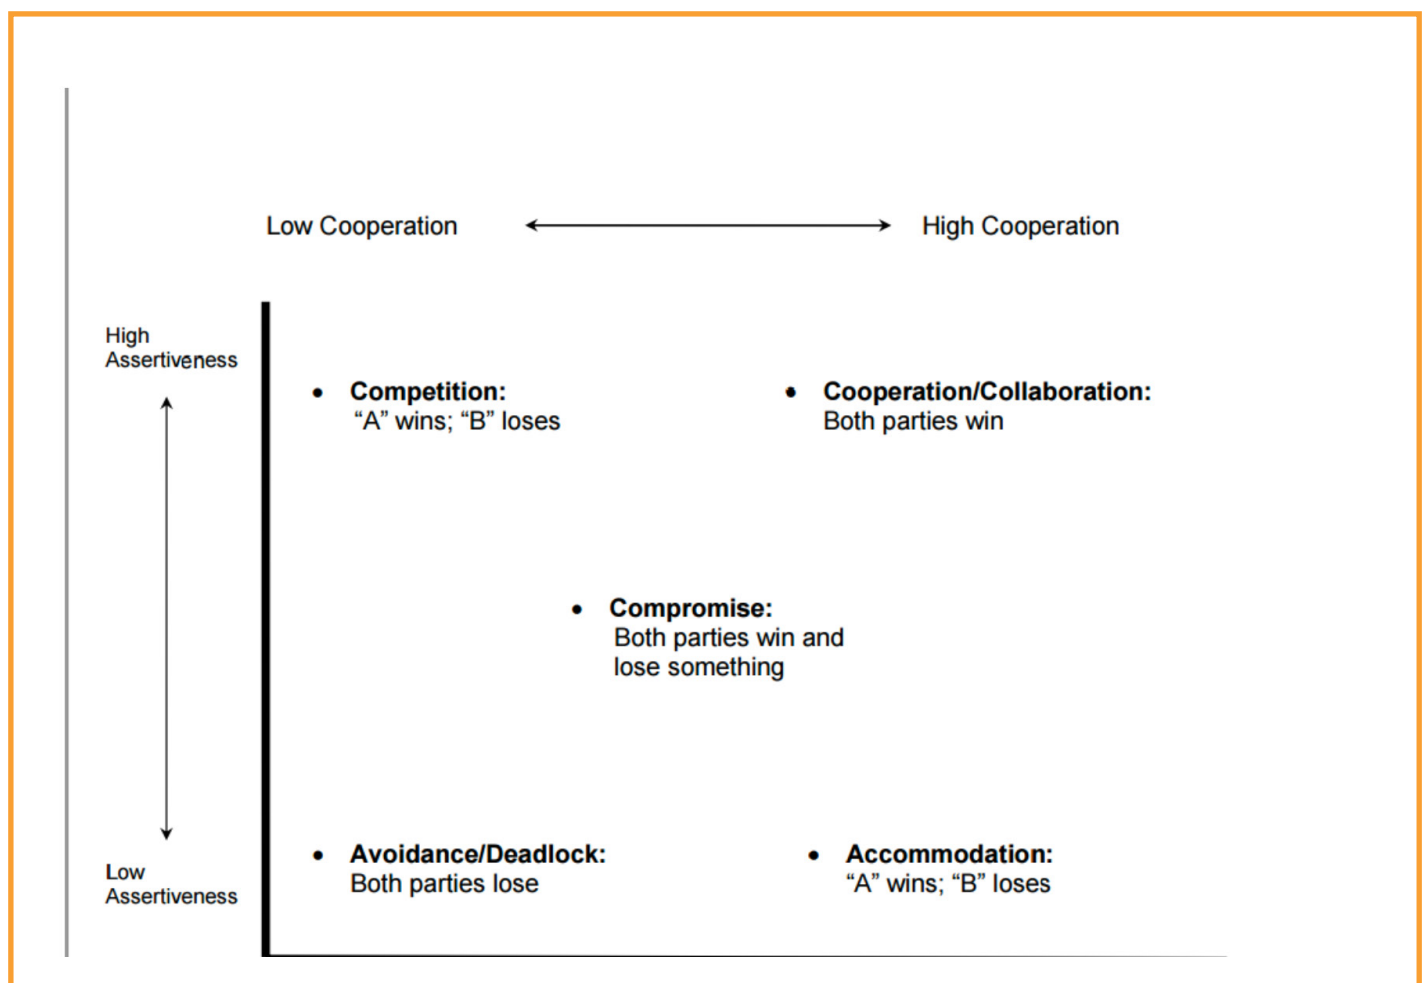 Low Cooperation
High Cooperation
High
Assertiveness
• Competition:
“A” wins; “B” loses
• Cooperation/Collaboration:
Both parties win
• Compromise:
Both parties win and
lose something
• Avoidance/Deadlock:
Both parties lose
• Accommodation:
“A” wins; “B” loses
Low
Assertiveness